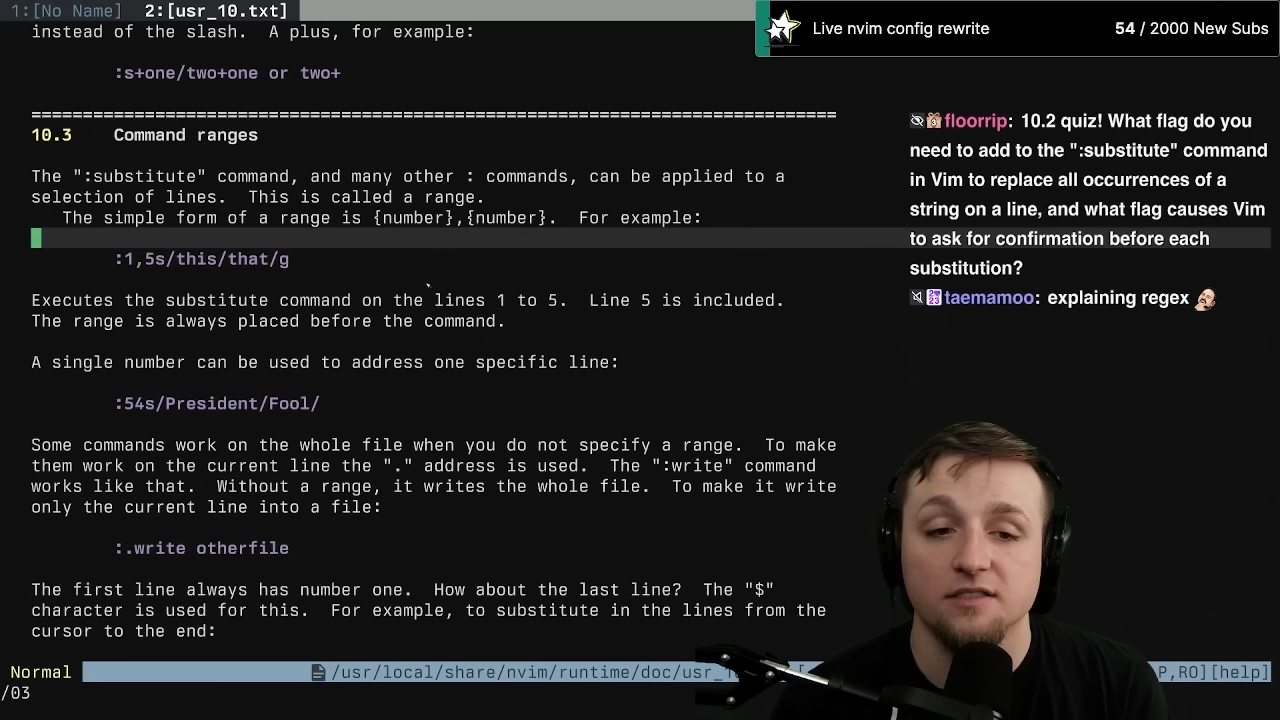 1:[No Name]  2:[usr_10.txt]
instead of the slash.  A plus, for example:
:s+one/two+one or two+
==============================================================================
10.3    Command ranges
The ":substitute" command, and many other : commands, can be applied to a
selection of lines.  This is called a range.
The simple form of a range is {number},{number}.  For example:
:1,5s/this/that/g
Executes the substitute command on the lines 1 to 5.  Line 5 is included.
The range is always placed before the command.
A single number can be used to address one specific line:
:54s/President/Fool/
Some commands work on the whole file when you do not specify a range.  To make
them work on the current line the "." address is used.  The ":write" command
works like that.  Without a range, it writes the whole file.  To make it write
only the current line into a file:
:.write otherfile
The first line always has number one.  How about the last line?  The "$"
character is used for this.  For example, to substitute in the lines from the
cursor to the end:
Normal
/usr/local/share/nvim/runtime/doc/usr_1
[
P,RO][help]
/03
Live nvim config rewrite
54 / 2000 New Subs
floorrip: 10.2 quiz! What flag do you
need to add to the ":substitute" command
in Vim to replace all occurrences of a
string on a line, and what flag causes Vim
to ask for confirmation before each
substitution?
taemamoo: explaining regex